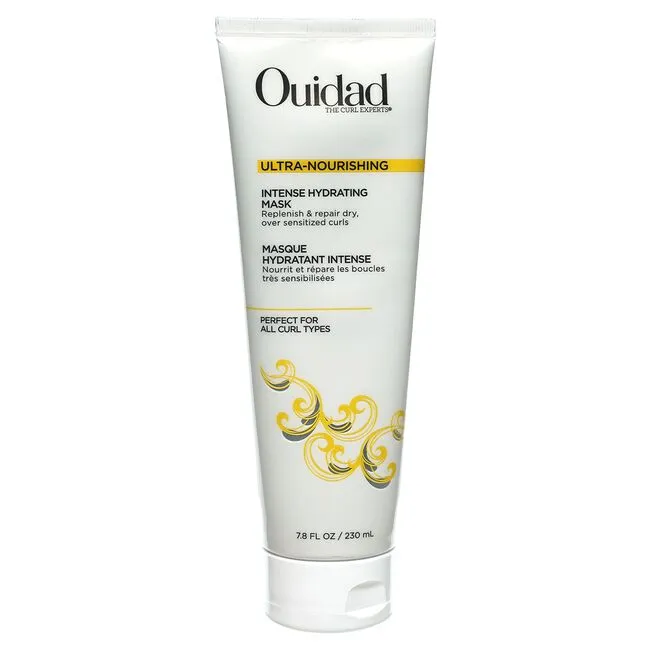 Ouidad
THE CURL EXPERTS®
ULTRA-NOURISHING
INTENSE HYDRATING
MASK
Replenish & repair dry,
over sensitized curls
MASQUE
HYDRATANT INTENSE
Nourrit et répare les boucles
très sensibilisées
PERFECT FOR
ALL CURL TYPES
7.8 FL OZ / 230 mL